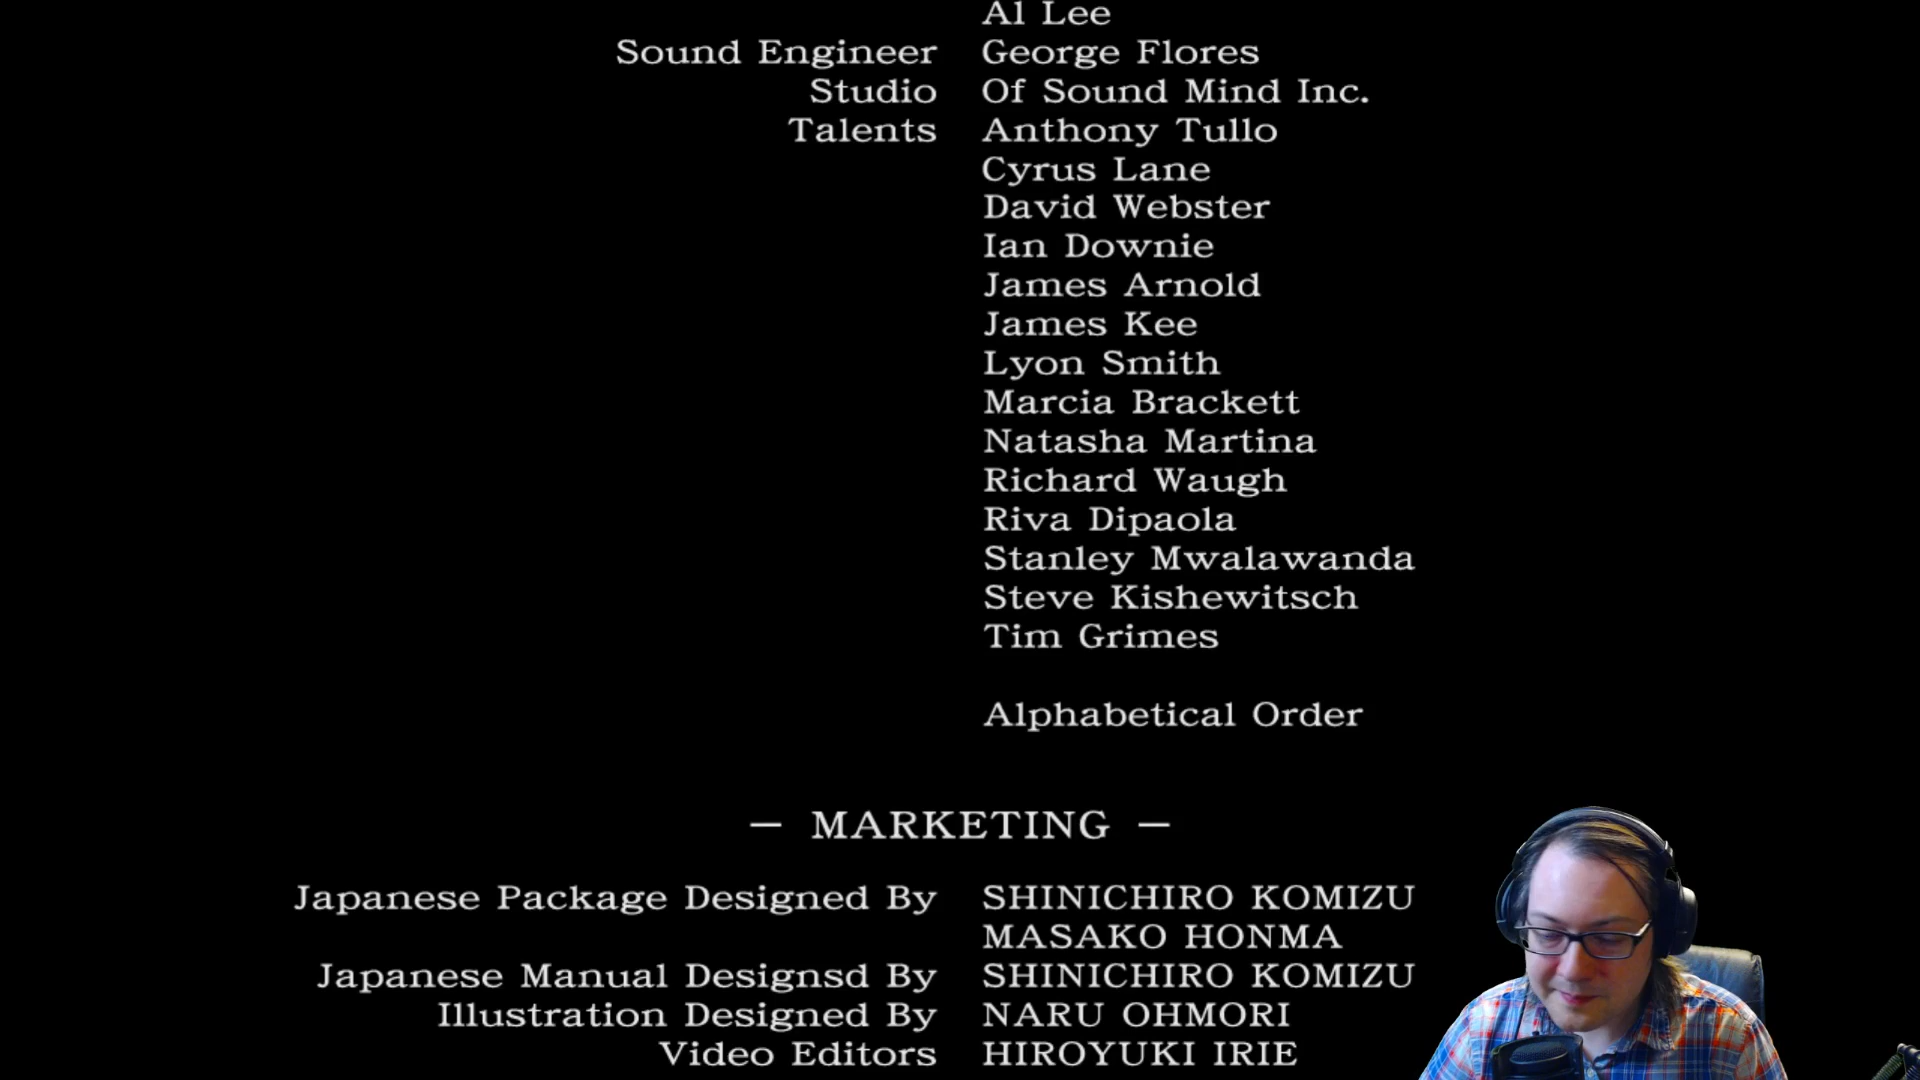 Al Lee
Sound Engineer George Flores
Studio Of Sound Mind Inc.
Talents Anthony Tullo
Cyrus Lane
David Webster
Ian Downie
James Arnold
James Kee
Lyon Smith
Marcia Brackett
Natasha Martina
Richard Waugh
Riva Dipaola
Stanley Mwalawanda
Steve Kishewitsch
Tim Grimes
Alphabetical Order
— MARKETING —
Japanese Package Designed By SHINICHIRO KOMIZU
MASAKO HONMA
Japanese Manual Designsd By SHINICHIRO KOMIZU
Illustration Designed By NARU OHMORI
Video Editors HIROYUKI IRIE